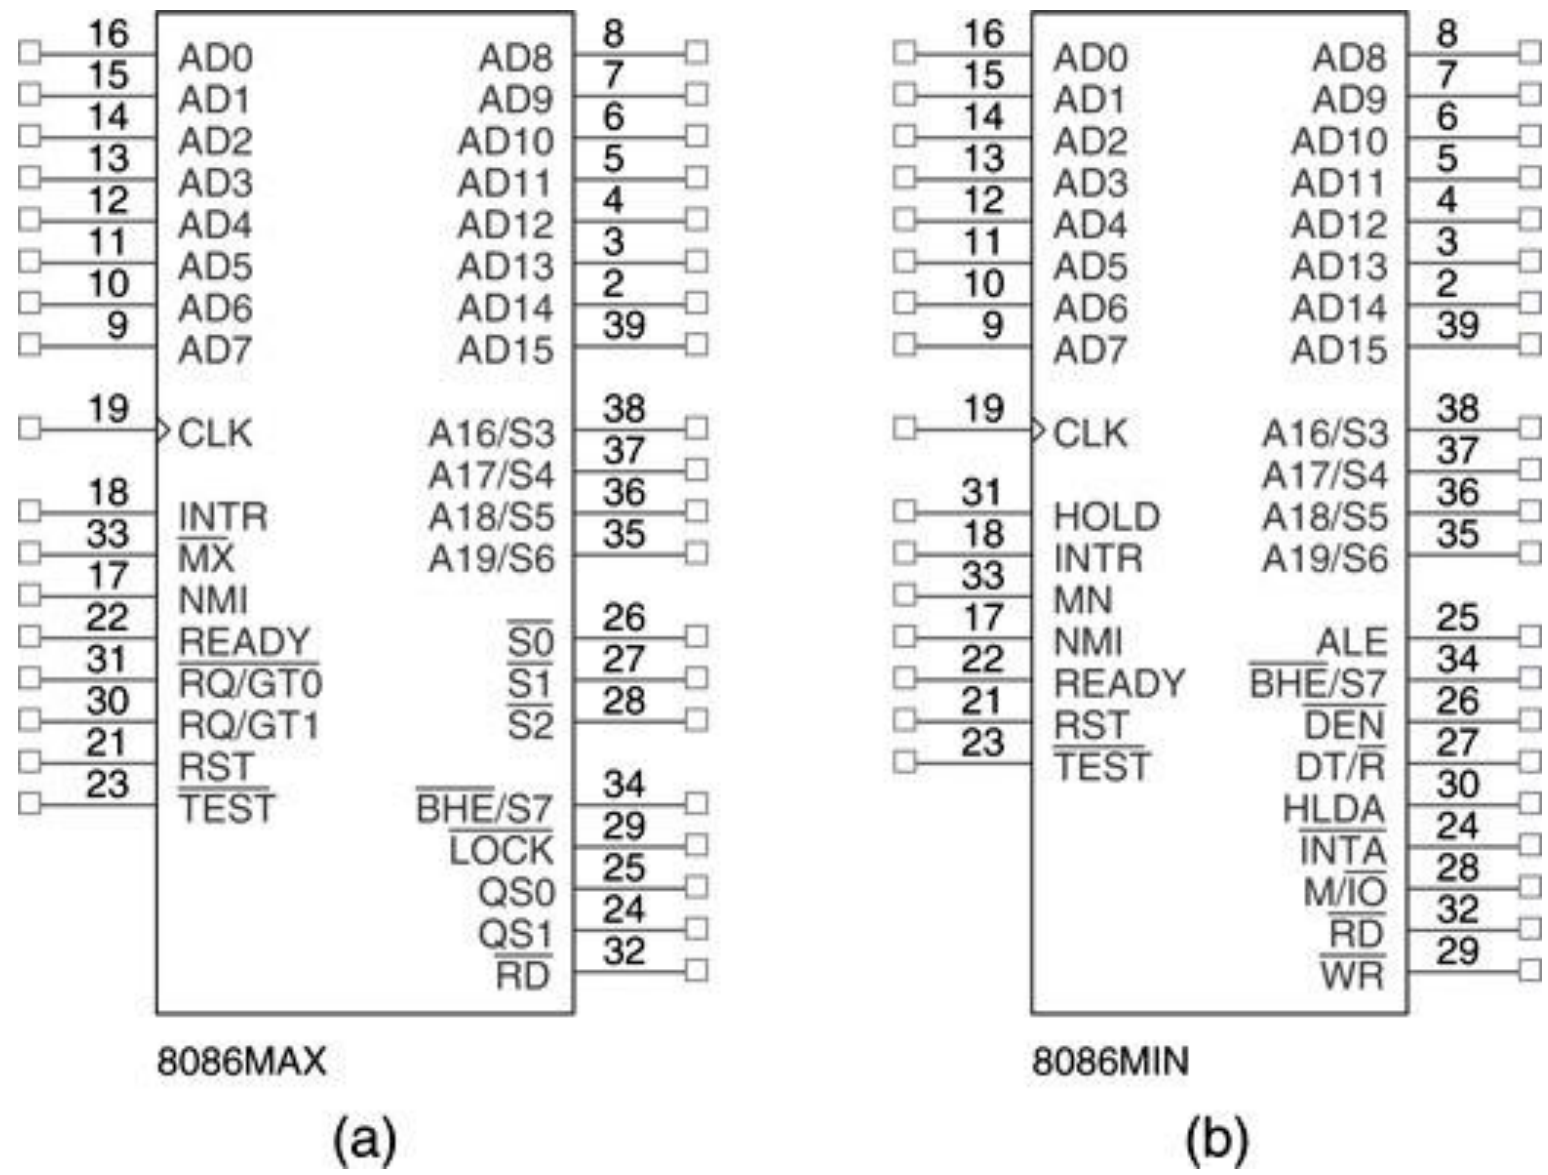 16 AD0 AD8 8
15 AD1 AD9 7
14 AD2 AD10 6
13 AD3 AD11 5
12 AD4 AD12 4
11 AD5 AD13 3
10 AD6 AD14 2
9 AD7 AD15 39
19 CLK A16/S3 38
A17/S4 37
18 INTR A18/S5 36
33 MX A19/S6 35
17 NMI
22 READY S0 26
31 RQ/GT0 S1 27
30 RQ/GT1 S2 28
21 RST
23 TEST BHE/S7 34
LOCK 29
QS0 25
QS1 24
RD 32
8086MAX
(a)
16 AD0 AD8 8
15 AD1 AD9 7
14 AD2 AD10 6
13 AD3 AD11 5
12 AD4 AD12 4
11 AD5 AD13 3
10 AD6 AD14 2
9 AD7 AD15 39
19 CLK A16/S3 38
A17/S4 37
31 HOLD A18/S5 36
18 INTR A19/S6 35
33 MN
17 NMI ALE 25
22 READY BHE/S7 34
21 RST DEN 26
23 TEST DT/R 27
HLDA 30
INTA 24
M/IO 28
RD 32
WR 29
8086MIN
(b)